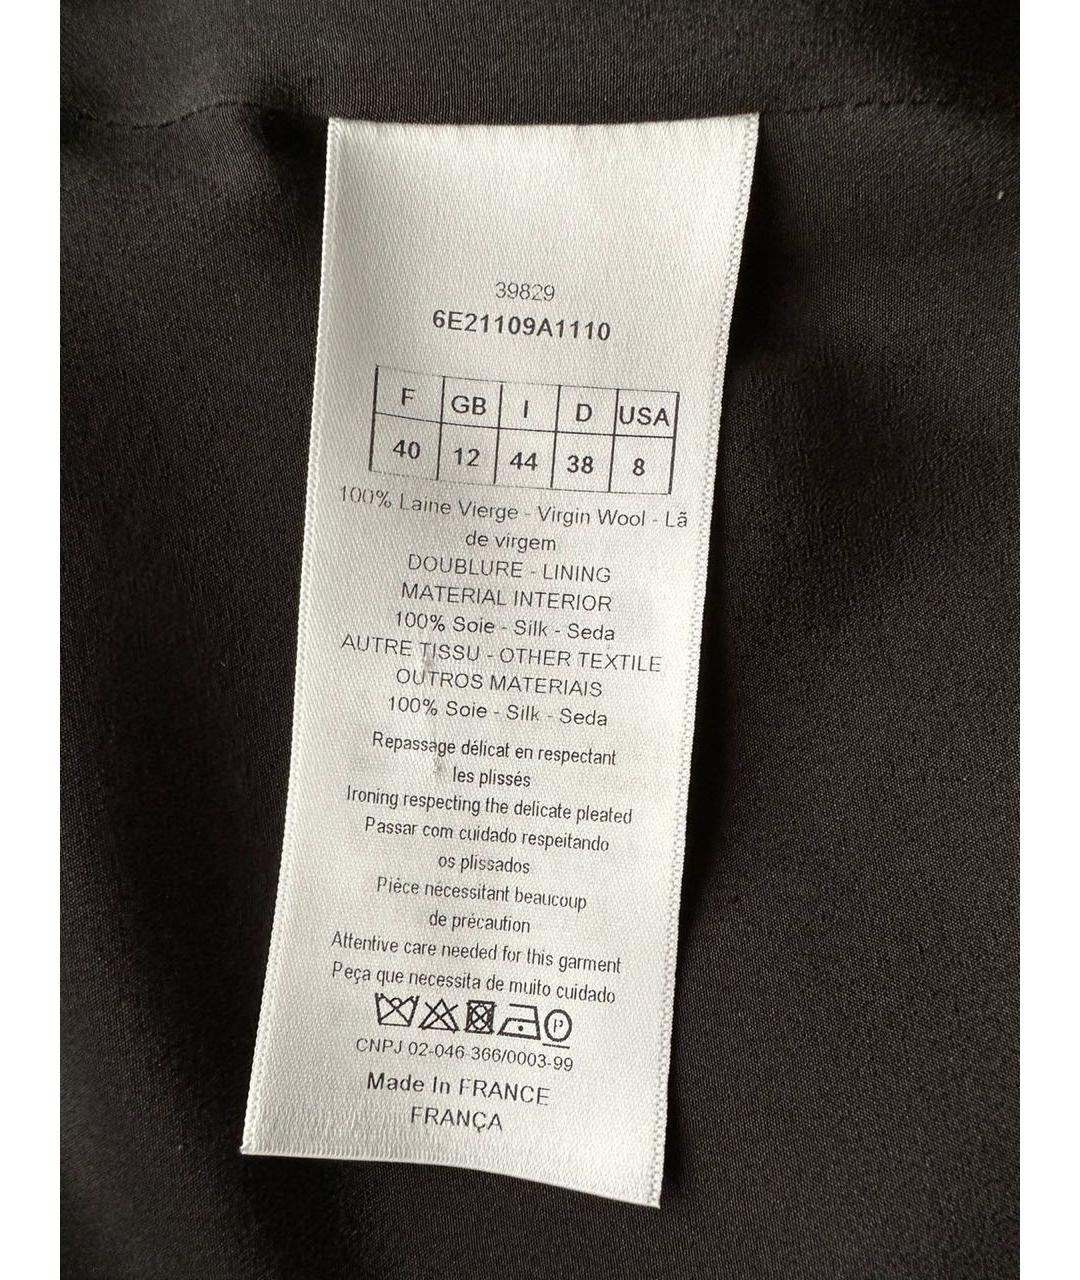 39829
6E21109A1110
F GB I D USA
40 12 44 38 8
100% Laine Vierge - Virgin Wool - Lã
de virgem
DOUBLURE - LINING
MATERIAL INTERIOR
100% Soie - Silk - Seda
AUTRE TISSU - OTHER TEXTILE
OUTROS MATERIAIS
100% Soie - Silk - Seda
Repassage délicat en respectant
les plissés
Ironing respecting the delicate pleated
Passar com cuidado respeitando
os plissados
Pièce nécessitant beaucoup
de précaution
Attentive care needed for this garment
Peça que necessita de muito cuidado
P
CNPJ 02-046-366/0003-99
Made In FRANCE
FRANÇA